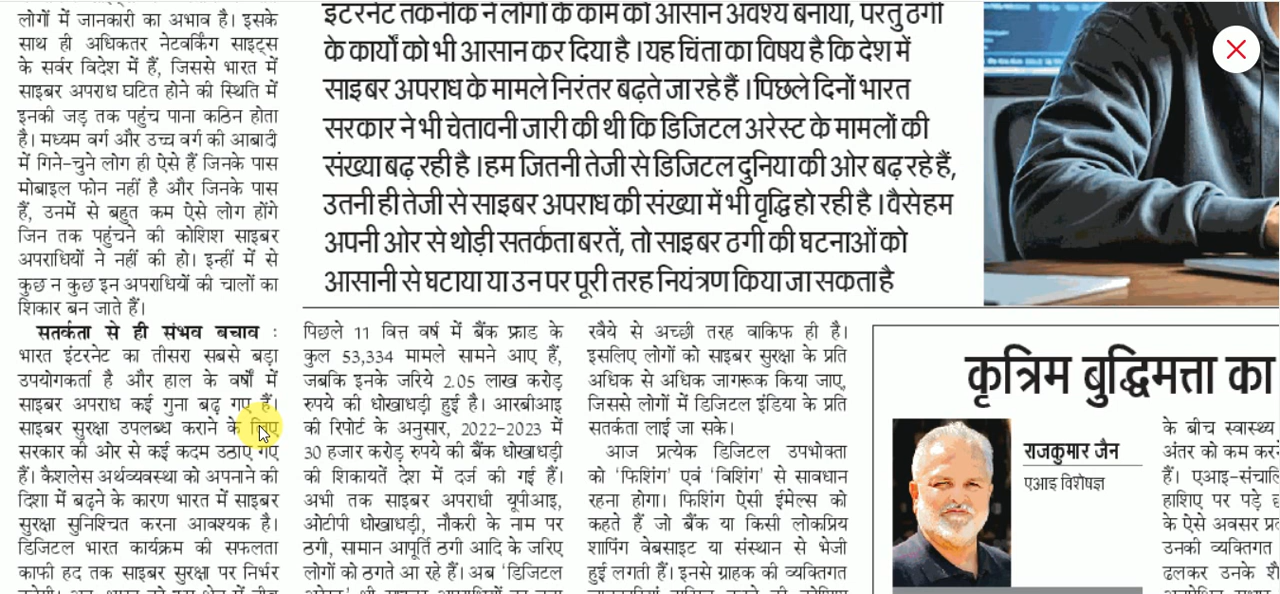 लोगों में जानकारी का अभाव है। इसके
साथ ही अधिकतर नेटवर्किंग साइट्स
के सर्वर विदेश में हैं, जिससे भारत में
साइबर अपराध घटित होने की स्थिति में
इनकी जड़ तक पहुंच पाना कठिन होता
है। मध्यम वर्ग और उच्च वर्ग की आबादी
में गिने-चुने लोग ही ऐसे हैं जिनके पास
मोबाइल फोन नहीं है और जिनके पास
हैं, उनमें से बहुत कम ऐसे लोग होंगे
जिन तक पहुंचने की कोशिश साइबर
अपराधियों ने नहीं की हो। इन्हीं में से
कुछ न कुछ इन अपराधियों की चालों का
शिकार बन जाते हैं।
सतर्कता से ही संभव बचाव :
भारत इंटरनेट का तीसरा सबसे बड़ा
उपयोगकर्ता है और हाल के वर्षों में
साइबर अपराध कई गुना बढ़ गए हैं।
साइबर सुरक्षा उपलब्ध कराने के लिए
सरकार की ओर से कई कदम उठाए गए
हैं। कैशलेस अर्थव्यवस्था को अपनाने की
दिशा में बढ़ने के कारण भारत में साइबर
सुरक्षा सुनिश्चित करना आवश्यक है।
डिजिटल भारत कार्यक्रम की सफलता
काफी हद तक साइबर सुरक्षा पर निर्भर
इंटरनेट तकनीक ने लोगों के काम को आसान अवश्य बनाया, परंतु ठगी
के कार्यों को भी आसान कर दिया है। यह चिंता का विषय है कि देश में
साइबर अपराध के मामले निरंतर बढ़ते जा रहे हैं। पिछले दिनों भारत
सरकार ने भी चेतावनी जारी की थी कि डिजिटल अरेस्ट के मामलों की
संख्या बढ़ रही है। हम जितनी तेजी से डिजिटल दुनिया की ओर बढ़ रहे हैं,
उतनी ही तेजी से साइबर अपराध की संख्या में भी वृद्धि हो रही है। वैसे हम
अपनी ओर से थोड़ी सतर्कता बरतें, तो साइबर ठगी की घटनाओं को
आसानी से घटाया या उन पर पूरी तरह नियंत्रण किया जा सकता है
पिछले 11 वित्त वर्ष में बैंक फ्राड के
कुल 53,334 मामले सामने आए हैं,
जबकि इनके जरिये 2.05 लाख करोड़
रुपये की धोखाधड़ी हुई है। आरबीआइ
की रिपोर्ट के अनुसार, 2022-2023 में
30 हजार करोड़ रुपये की बैंक धोखाधड़ी
की शिकायतें देश में दर्ज की गई हैं।
अभी तक साइबर अपराधी यूपीआइ,
ओटीपी धोखाधड़ी, नौकरी के नाम पर
ठगी, सामान आपूर्ति ठगी आदि के जरिए
लोगों को ठगते आ रहे हैं। अब 'डिजिटल
रवैये से अच्छी तरह वाकिफ ही है।
इसलिए लोगों को साइबर सुरक्षा के प्रति
अधिक से अधिक जागरूक किया जाए,
जिससे लोगों में डिजिटल इंडिया के प्रति
सतर्कता लाई जा सके।
आज प्रत्येक डिजिटल उपभोक्ता
को 'फिशिंग' एवं 'विशिंग' से सावधान
रहना होगा। फिशिंग ऐसी ईमेल्स को
कहते हैं जो बैंक या किसी लोकप्रिय
शापिंग वेबसाइट या संस्थान से भेजी
हुई लगती हैं। इनसे ग्राहक की व्यक्तिगत
कृत्रिम बुद्धिमत्ता का
राजकुमार जैन
एआइ विशेषज्ञ
के बीच स्वास्थ्य
अंतर को कम करने
हैं। एआइ-संचालि
हाशिए पर पड़े
के ऐसे अवसर
उनकी व्यक्तिगत
ढलकर उनके